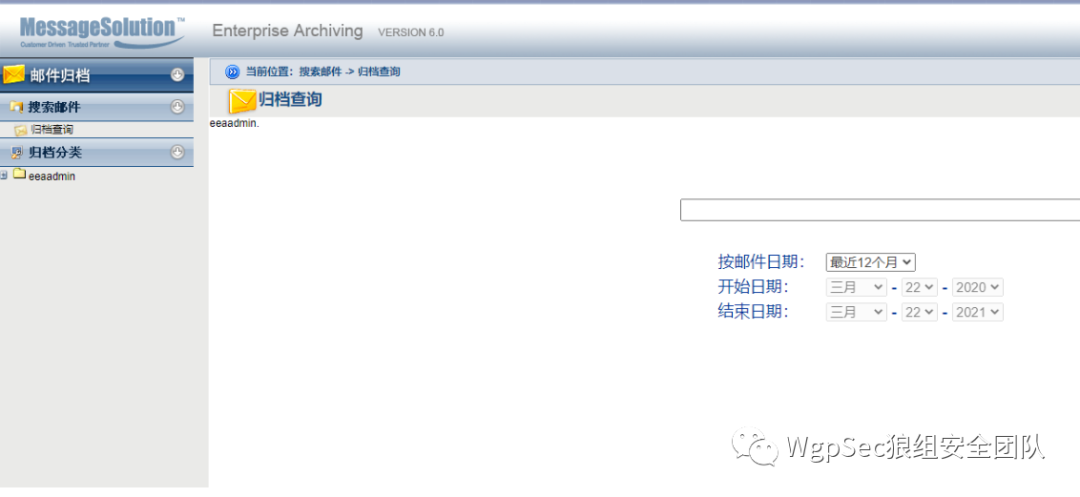 MessageSolution™
Customer Driven Trusted Partner
Enterprise Archiving VERSION 6.0
邮件归档
搜索邮件
归档查询
归档分类
eeaadmin
当前位置：搜索邮件 -> 归档查询
归档查询
eeaadmin.
按邮件日期： 最近12个月
开始日期： 三月 - 22 - 2020
结束日期： 三月 - 22 - 2021
WgpSec狼组安全团队